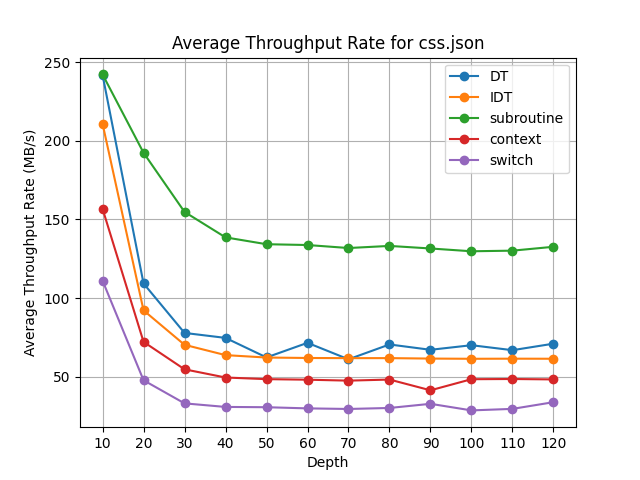 Average Throughput Rate for css.json
Average Throughput Rate (MB/s)
250
200
150
100
50
DT
IDT
subroutine
context
switch
10 20 30 40 50 60 70 80 90 100 110 120
Depth